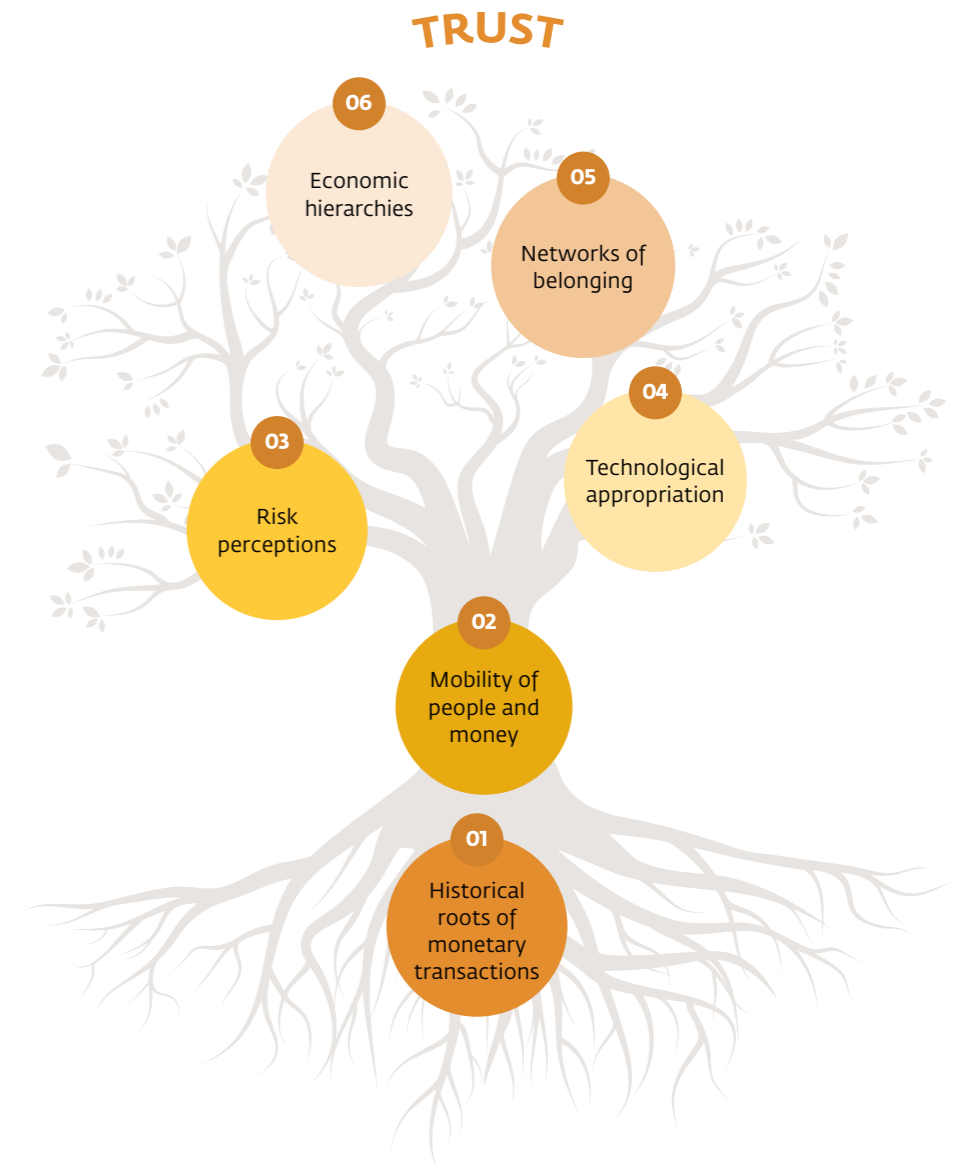 TRUST
06
Economic
hierarchies
05
Networks of
belonging
04
Technological
appropriation
03
Risk
perceptions
02
Mobility of
people and
money
01
Historical
roots of
monetary
transactions